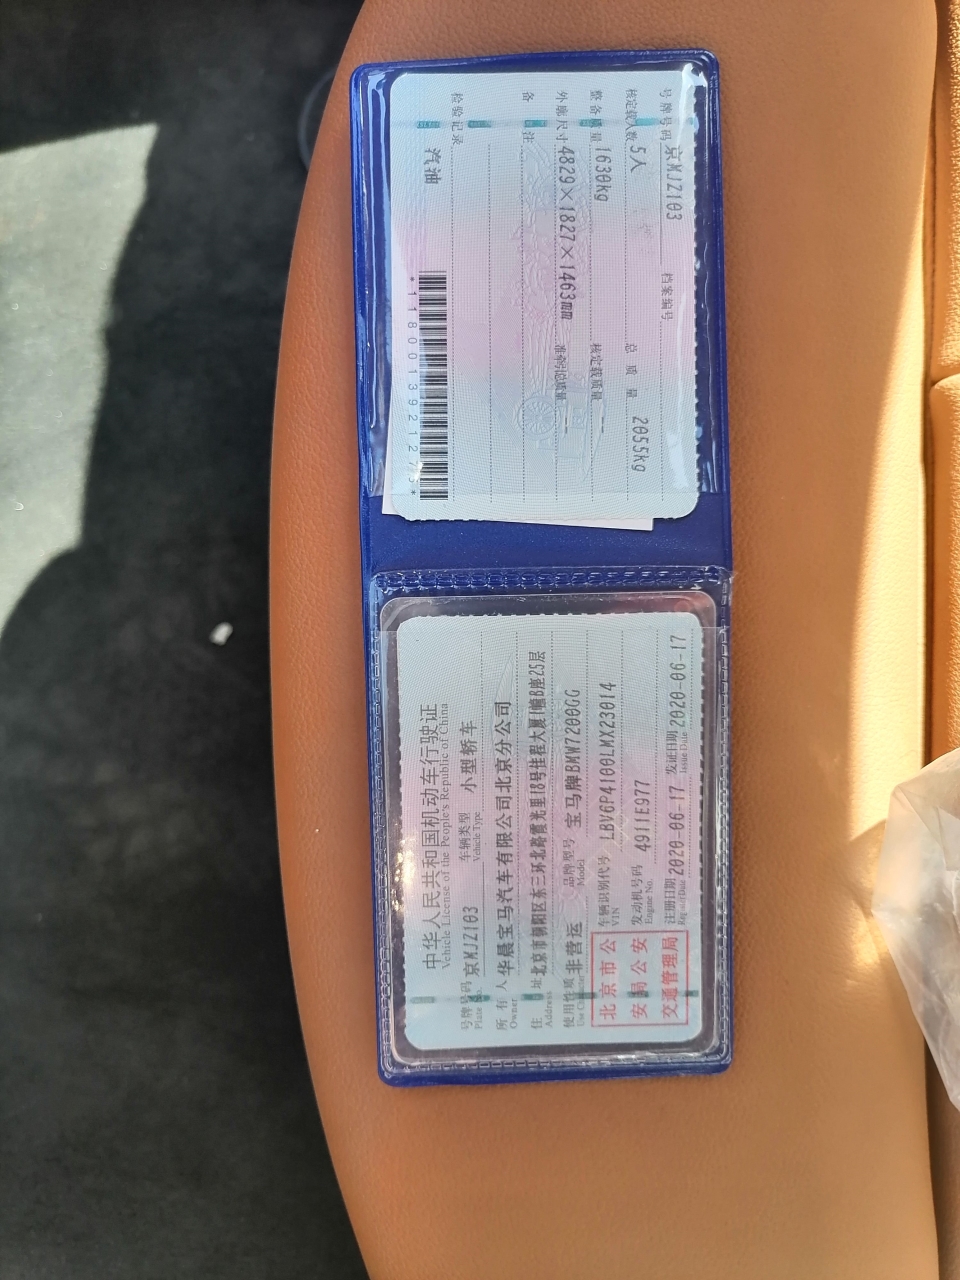 中华人民共和国机动车行驶证
Vehicle License of the People's Republic of China
号牌号码 京MJZ103 车辆类型 小型轿车
Plate No. Vehicle Type
所有人 华晨宝马汽车有限公司北京分公司
Owner
住址 北京市朝阳区东三环北路霞光里18号佳程大厦B座25层
Address
使用性质 非营运 品牌型号 宝马牌BMW7200GG
Use Character Model
北京市公
安局公安
交通管理局
车辆识别代号 LBV6P4100LMX23014
VIN
发动机号码 4911E977
Engine No.
注册日期 2020-06-17 发证日期 2020-06-17
Register Date Issue Date
号牌号码 京MJZ103 档案编号
核定载人数 5人 总质量 2055kg
整备质量 1630kg 核定载质量
外廓尺寸 4829×1827×1463mm 准牵引总质量
备注
检验记录
汽油
*1180013921275*